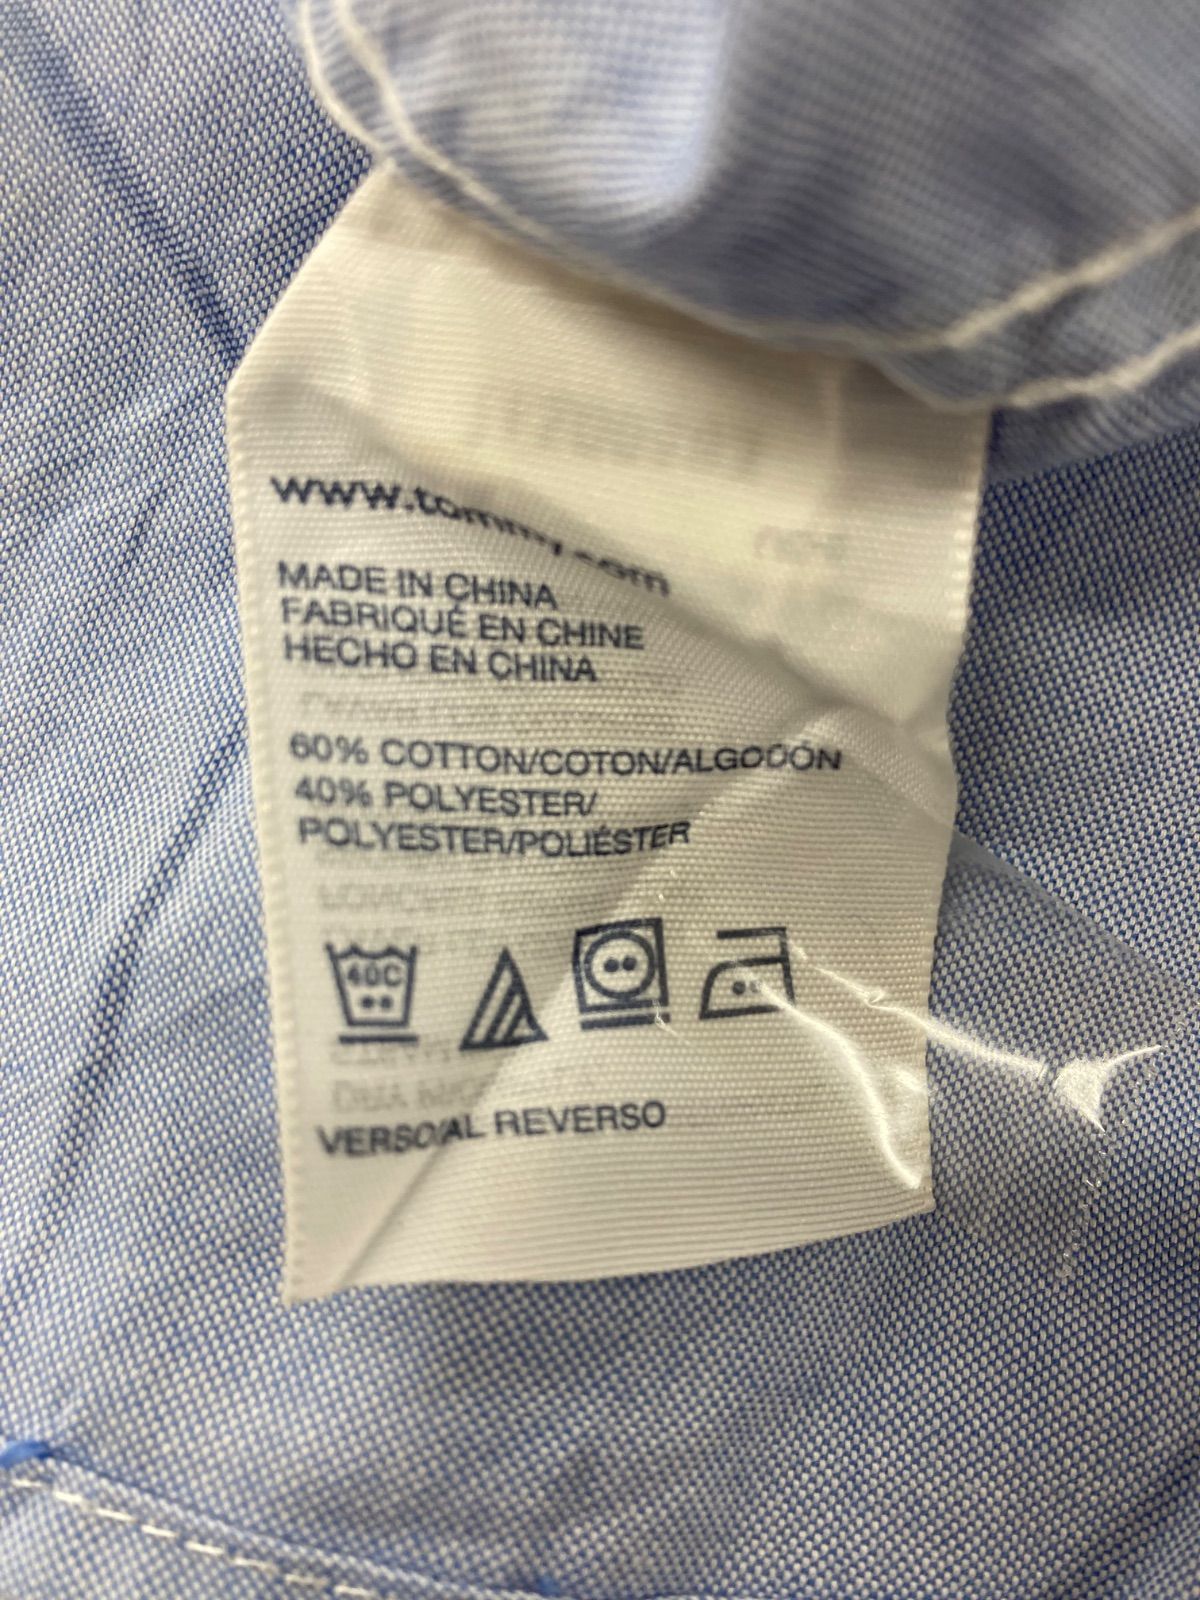 www.tommy.com
MADE IN CHINA
FABRIQUÉ EN CHINE
HECHO EN CHINA
60% COTTON/COTON/ALGODÓN
40% POLYESTER/
POLYESTER/POLIÉSTER
40C
VERSO/AL REVERSO